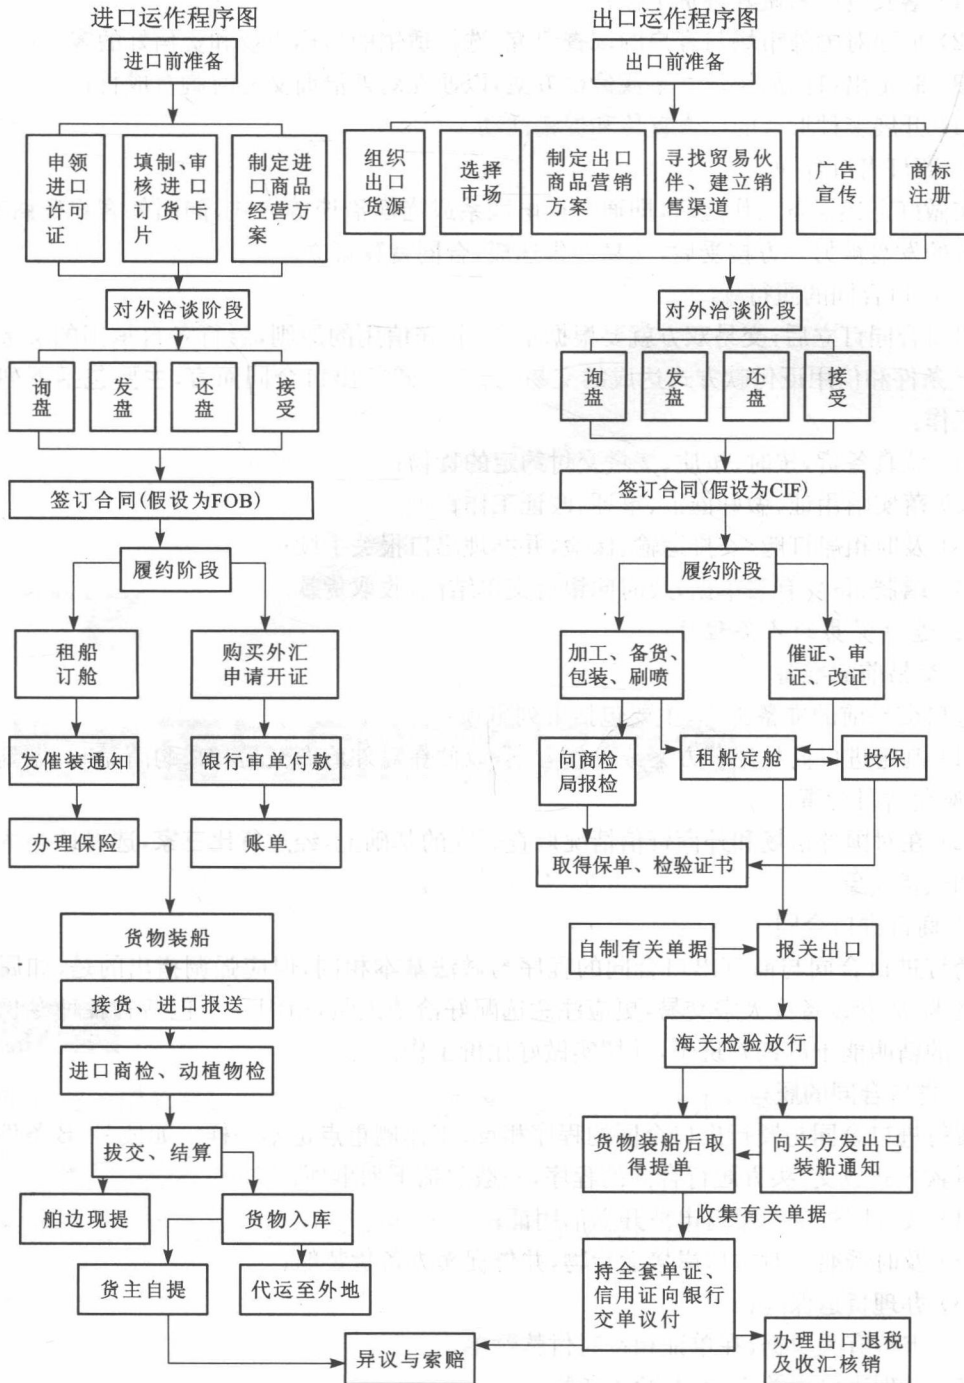 进口运作程序图
进口前准备
申领
进口
许可
证
填制、审
核进口
订货卡
片
制定进
口商品
经营方
案
对外洽谈阶段
询
盘
发
盘
还
盘
接
受
签订合同(假设为FOB)
履约阶段
租船
订舱
购买外汇
申请开证
发催装通知
银行审单付款
办理保险
账单
货物装船
接货、进口报送
进口商检、动植物检
拔交、结算
船边现提
货物入库
货主自提
代运至外地
异议与索赔
出口运作程序图
出口前准备
组织
出口
货源
选择
市场
制定出口
商品营销
方案
寻找贸易伙
伴、建立销
售渠道
广告
宣传
商标
注册
对外洽谈阶段
询
盘
发
盘
还
盘
接
受
签订合同(假设为CIF)
履约阶段
加工、备货、
包装、刷喷
催证、审
证、改证
向商检
局报检
租船定舱
投保
取得保单、检验证书
自制有关单据
报关出口
海关检验放行
货物装船后取
得提单
向买方发出已
装船通知
收集有关单据
持全套单证、
信用证向银行
交单议付
办理出口退税
及收汇核销